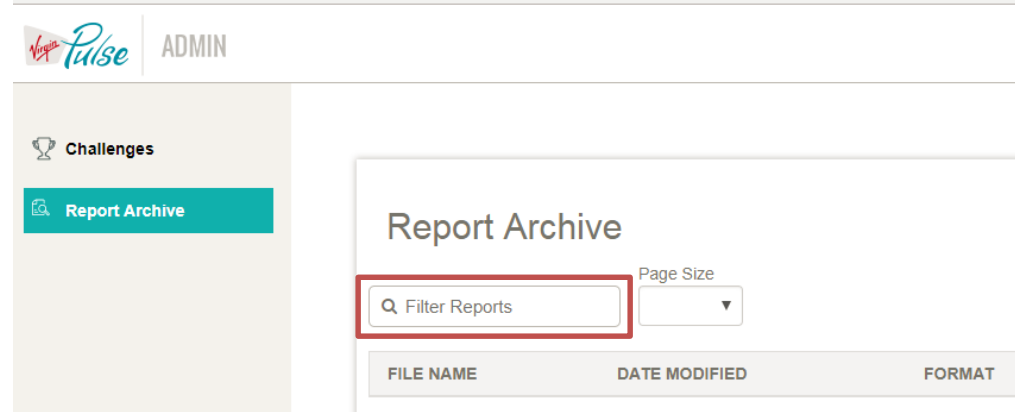 Virgin Pulse ADMIN
Challenges
Report Archive
Report Archive
Page Size
Filter Reports
FILE NAME DATE MODIFIED FORMAT